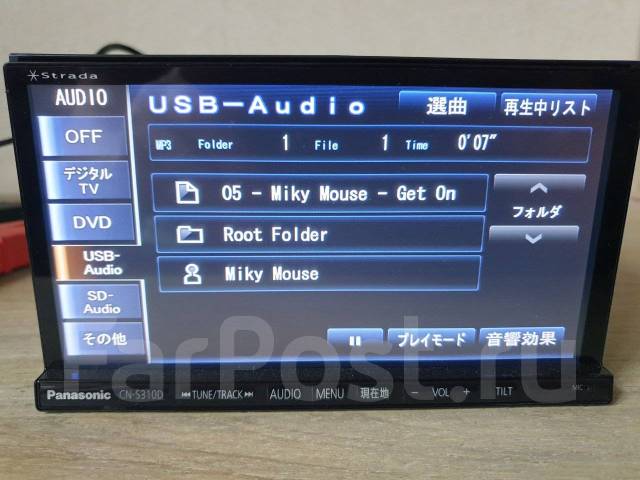 Strada
AUDIO
USB-Audio
選曲
再生中リスト
OFF
MP3 Folder 1 File 1 Time 0'07"
デジタル
TV
05 - Miky Mouse - Get On
フォルダ
DVD
Root Folder
USB-
Audio
Miky Mouse
SD-
Audio
その他
プレイモード
音響効果
FarPost.ru
Panasonic CN-S310D TUNE/TRACK AUDIO MENU 現在地 - VOL + TILT MIC